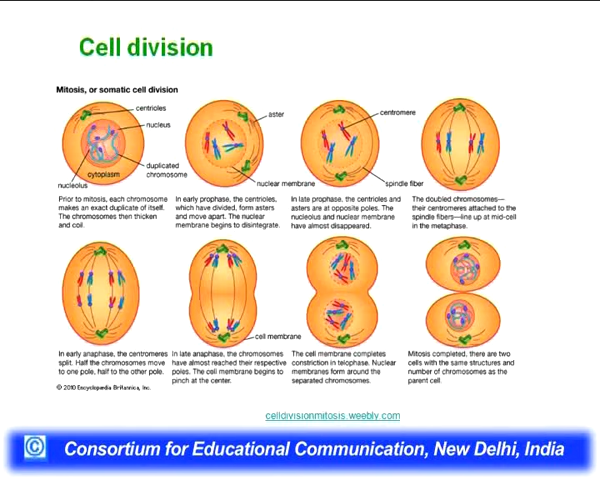 Cell division
Mitosis, or somatic cell division
centricles
nucleus
duplicated
chromosome
cytoplasm
nucleolus
aster
nuclear membrane
centromere
spindle fiber
Prior to mitosis, each chromosome
makes an exact duplicate of itself.
The chromosomes then thicken
and coil.
In early prophase, the centricles,
which have divided, form asters
and move apart. The nuclear
membrane begins to disintegrate.
In late prophase, the centricles and
asters are at opposite poles. The
nucleolus and nuclear membrane
have almost disappeared.
The doubled chromosomes—
their centromeres attached to the
spindle fibers—line up at mid-cell
in the metaphase.
cell membrane
In early anaphase, the centromeres
split. Half the chromosomes move
to one pole, half to the other pole.
In late anaphase, the chromosomes
have almost reached their respective
poles. The cell membrane begins to
pinch at the center.
The cell membrane completes
constriction in telophase. Nuclear
membranes form around the
separated chromosomes.
Mitosis completed, there are two
cells with the same structures and
number of chromosomes as the
parent cell.
© 2010 Encyclopædia Britannica, Inc.
celldivisionmitosis.weebly.com
© Consortium for Educational Communication, New Delhi, India